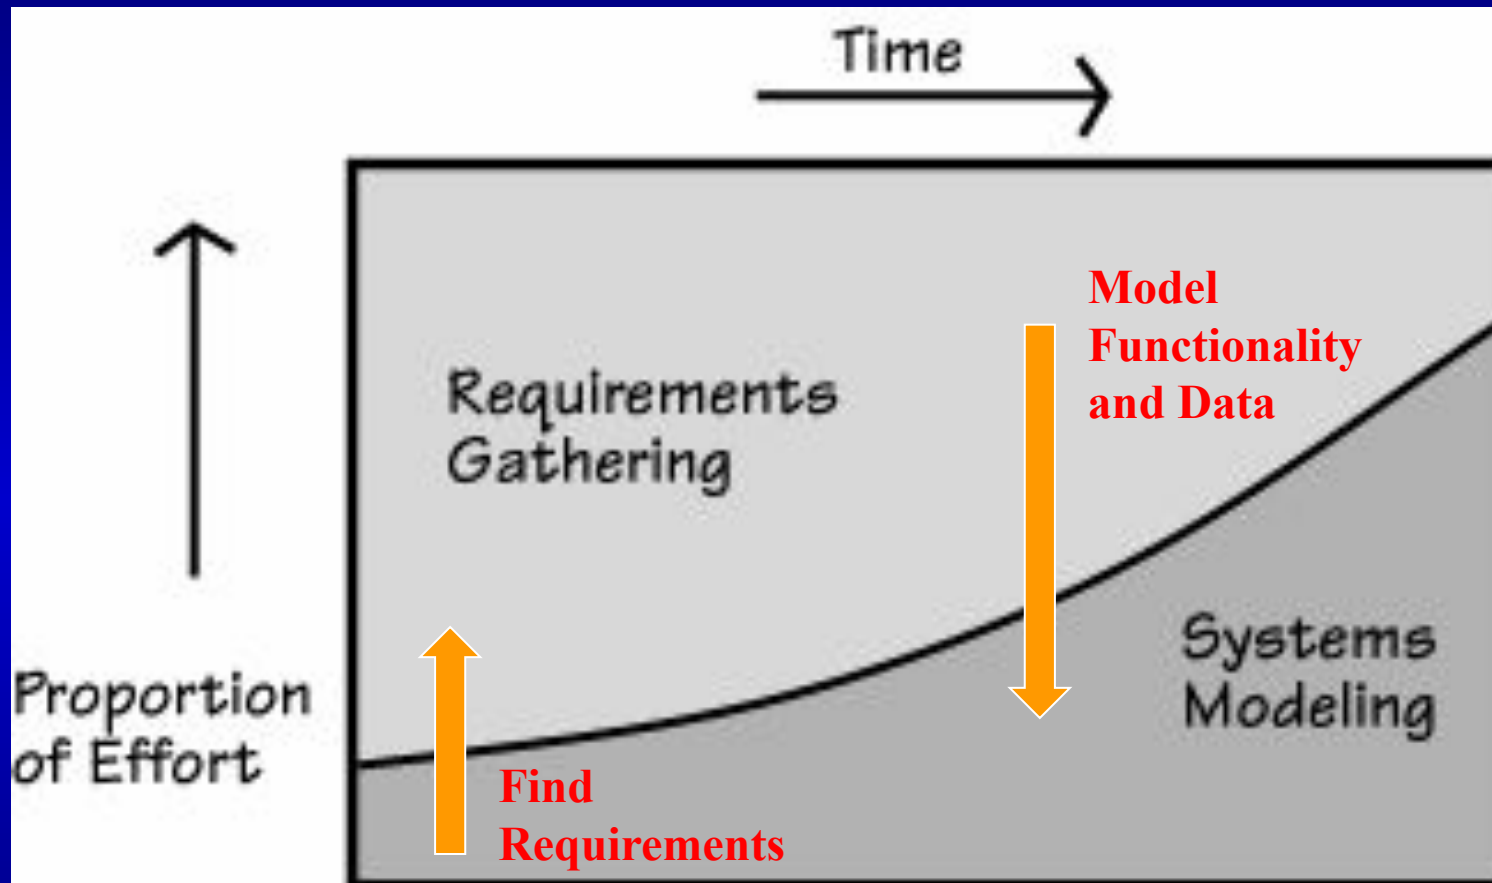 Time
Model
Functionality
and Data
Requirements
Gathering
Systems
Modeling
Proportion
of Effort
Find
Requirements